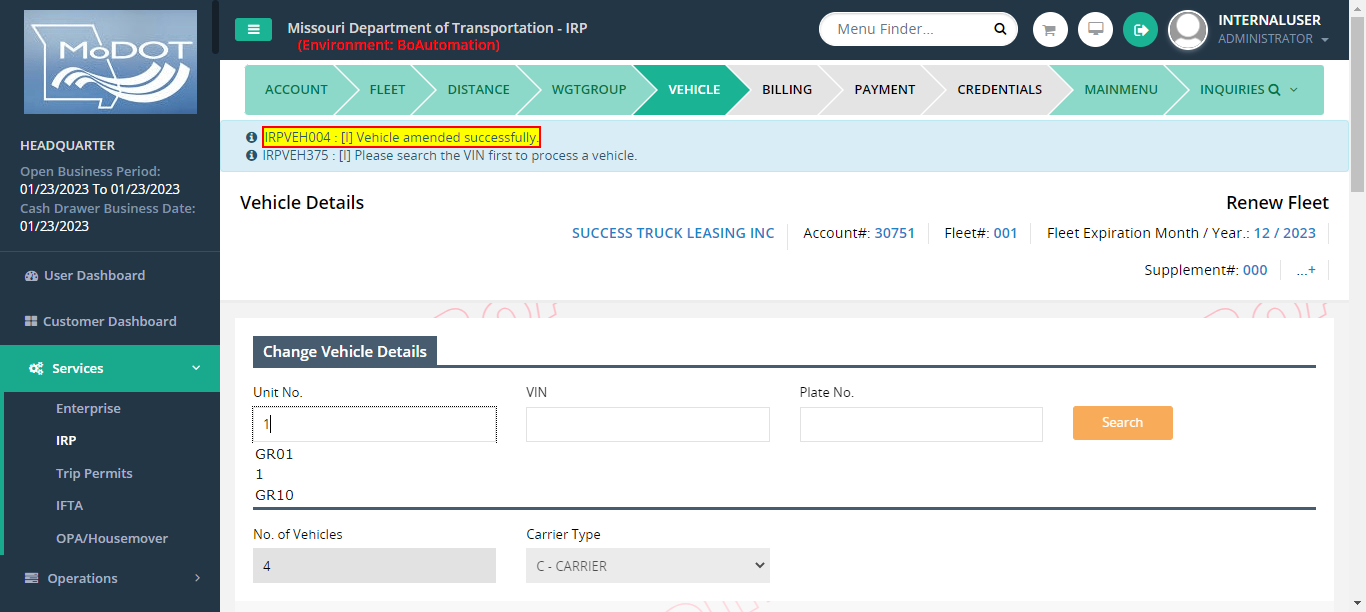 MODOT
Missouri Department of Transportation - IRP
(Environment: BoAutomation)
Menu Finder...
INTERNALUSER
ADMINISTRATOR
HEADQUARTER
Open Business Period:
01/23/2023 To 01/23/2023
Cash Drawer Business Date:
01/23/2023
User Dashboard
Customer Dashboard
Services
Enterprise
IRP
Trip Permits
IFTA
OPA/Housemover
Operations
ACCOUNT FLEET DISTANCE WGTGROUP VEHICLE BILLING PAYMENT CREDENTIALS MAINMENU INQUIRIES
IRPVEH004 : [I] Vehicle amended successfully.
IRPVEH375 : [I] Please search the VIN first to process a vehicle.
Vehicle Details Renew Fleet
SUCCESS TRUCK LEASING INC Account#: 30751 Fleet#: 001 Fleet Expiration Month / Year.: 12 / 2023
Supplement#: 000 ...+
Change Vehicle Details
Unit No. VIN Plate No.
1 Search
GR01
1
GR10
No. of Vehicles Carrier Type
4 C - CARRIER